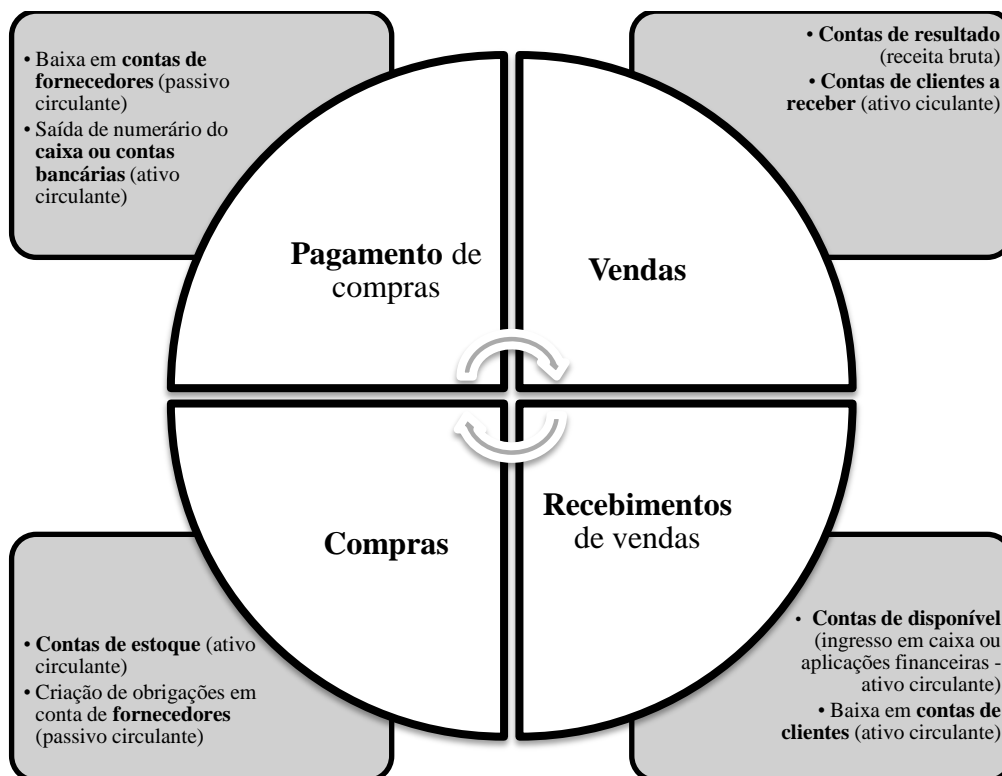 • Baixa em contas de
fornecedores (passivo
circulante)
• Saída de numerário do
caixa ou contas
bancárias (ativo
circulante)
• Contas de resultado
(receita bruta)
• Contas de clientes a
receber (ativo ciculante)
Pagamento de
compras
Vendas
Compras
Recebimentos
de vendas
• Contas de estoque (ativo
circulante)
• Criação de obrigações em
conta de fornecedores
(passivo circulante)
• Contas de disponível
(ingresso em caixa ou
aplicações financeiras -
ativo circulante)
• Baixa em contas de
clientes (ativo circulante)